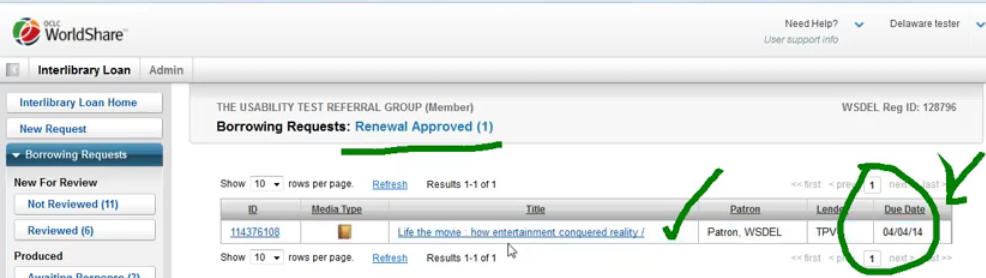 OCLC
WorldShare™
Need Help?
Delaware tester
User support info
Interlibrary Loan
Admin
Interlibrary Loan Home
New Request
Borrowing Requests
New For Review
Not Reviewed (11)
Reviewed (6)
Produced
Awaiting Response (2)
THE USABILITY TEST REFERRAL GROUP (Member)
WSDEL Reg ID: 128796
Borrowing Requests: Renewal Approved (1)
Show 10 rows per page. Refresh Results 1-1 of 1
<< first < prev 1 next > last >
ID Media Type Title Patron Lender Due Date
114376108 Life the movie : how entertainment conquered reality / Patron, WSDEL TPV 04/04/14
Show 10 rows per page. Refresh Results 1-1 of 1
<< first < prev 1 next > last >>